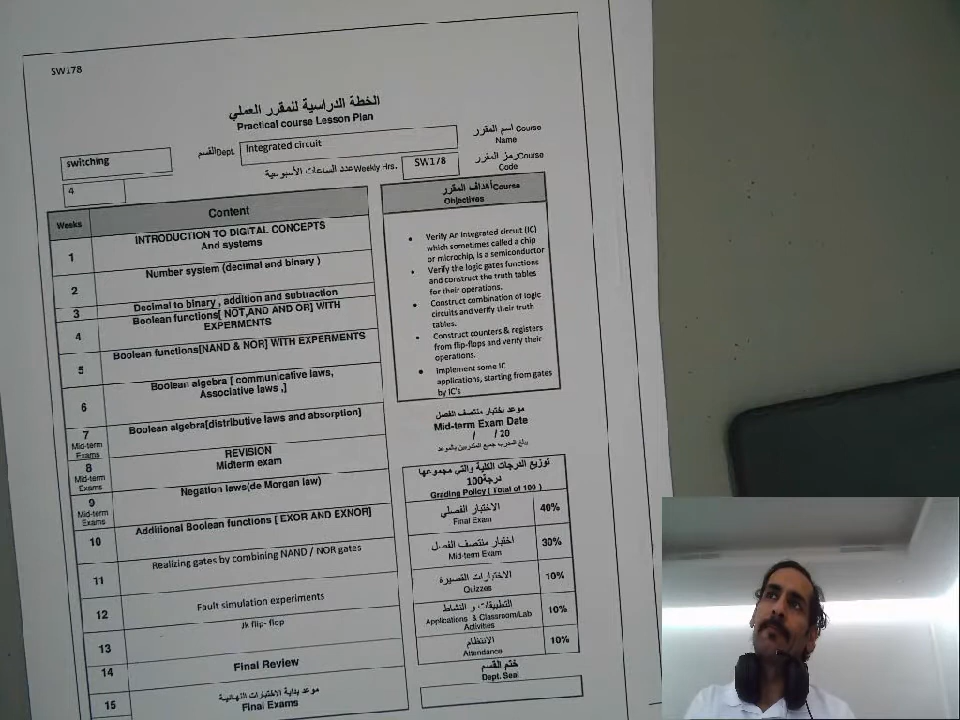 SW178
الخطة الدراسية للمقرر العملي
Practical course Lesson Plan
switching
القسم Dept.
Integrated circuit
اسم المقرر Course
Name
4
عدد الساعات الأسبوعية Weekly Hrs.
SW178
رمز المقرر Course
Code
Weeks
Content
1
INTRODUCTION TO DIGITAL CONCEPTS
And systems
2
Number system (decimal and binary )
3
Decimal to binary , addition and subtraction
4
Boolean functions[ NOT,AND AND OR] WITH
EXPERMENTS
5
Boolean functions[NAND & NOR] WITH EXPERMENTS
6
Boolean algebra [ communicative laws,
Associative laws ,]
7
Mid-term
Exams
Boolean algebra[distributive laws and absorption]
8
Mid-term
Exams
REVISION
Midterm exam
9
Mid-term
Exams
Negation laws(de Morgan law)
10
Additional Boolean functions [ EXOR AND EXNOR]
11
Realizing gates by combining NAND / NOR gates
12
Fault simulation experiments
13
Jk flip- flop
14
Final Review
15
موعد بداية الاختبارات النهائية
Final Exams
أهداف المقرر Course
Objectives
• Verify An Integrated circuit (IC)
which sometimes called a chip
or microchip, is a semiconductor
• Verify the logic gates functions
and construct the truth tables
for their operations.
• Construct combination of logic
circuits and verify their truth
tables.
• Construct counters & registers
from flip-flops and verify their
operations.
• Implement some IC
applications, starting from gates
by IC's
موعد اختبار منتصف الفصل
Mid-term Exam Date
/ / 20
يبلغ المدرب جميع المتدربين بالموعد
توزيع الدرجات الكلية والتي مجموعها
100درجة
Grading Policy ( Total of 100 )
الاختبار الفصلي
Final Exam
40%
اختبار منتصف الفصل
Mid-term Exam
30%
الاختبارات القصيرة
Quizzes
10%
التطبيقات و النشاط
Applications & Classroom/Lab
Activities
10%
الانتظام
Attendance
10%
ختم القسم
Dept. Seal